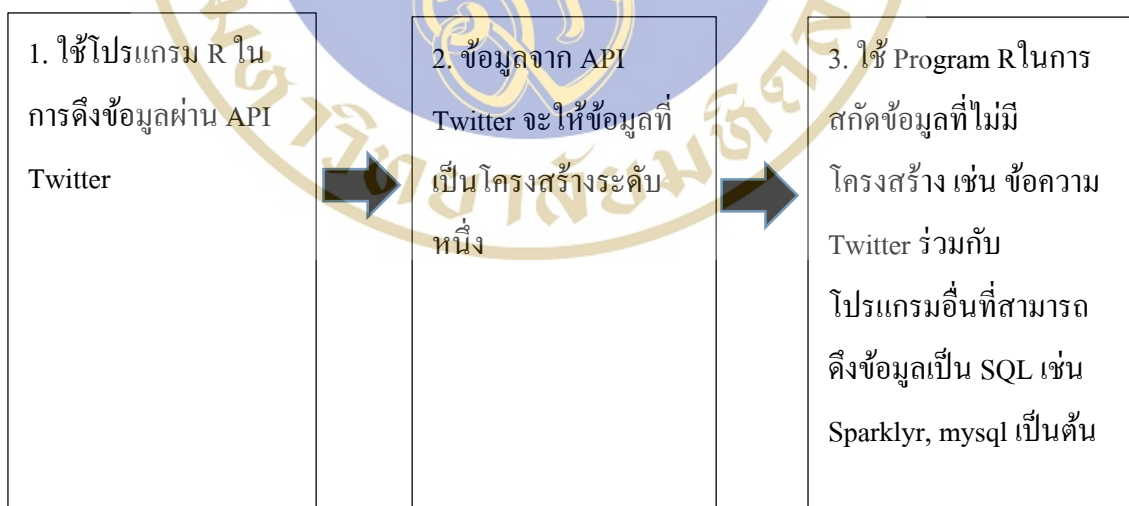 1. ใช้โปรแกรม R ใน
การดึงข้อมูลผ่าน API
Twitter
2. ข้อมูลจาก API
Twitter จะให้ข้อมูลที่
เป็นโครงสร้างระดับ
หนึ่ง
3. ใช้ Program Rในการ
สกัดข้อมูลที่ไม่มี
โครงสร้าง เช่น ข้อความ
Twitter ร่วมกับ
โปรแกรมอื่นที่สามารถ
ดึงข้อมูลเป็น SQL เช่น
Sparklyr, mysql เป็นต้น